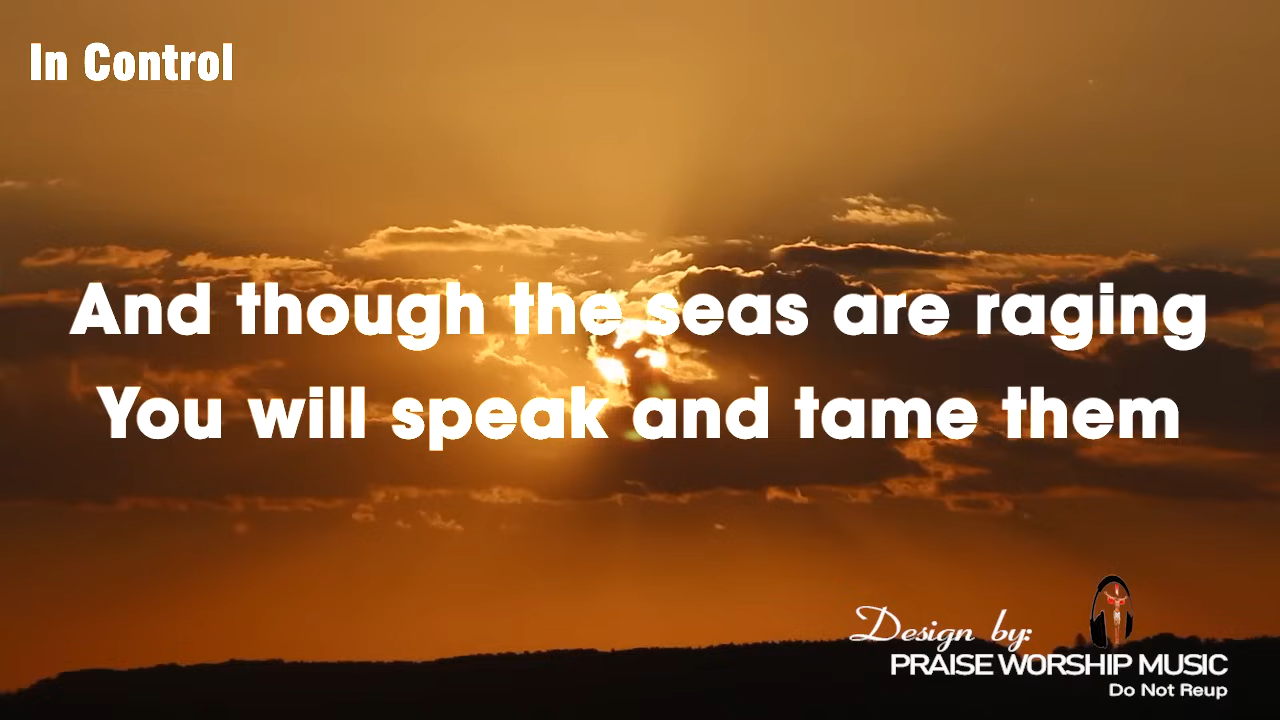 In Control
And though the seas are raging
You will speak and tame them
Design by:
PRAISE WORSHIP MUSIC
Do Not Reup